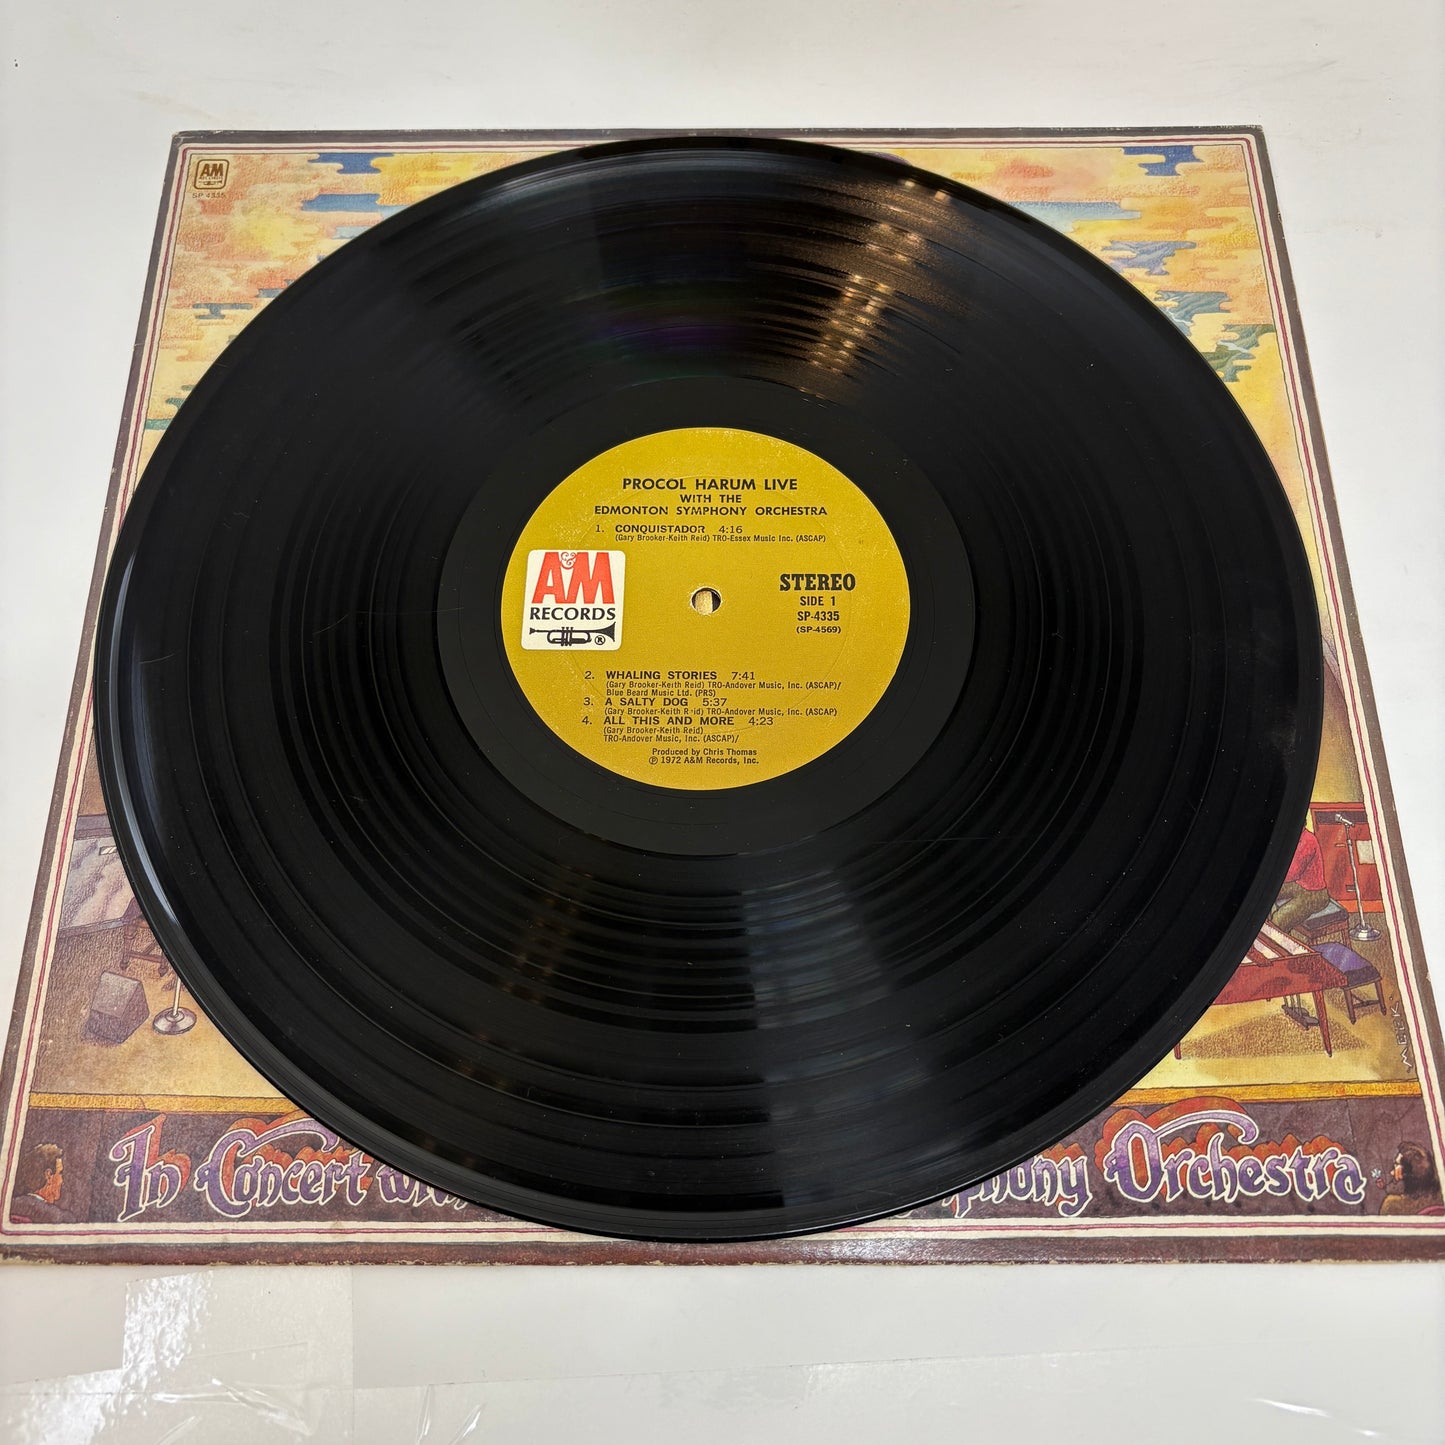 AM
RECORDS
SP 4335
PROCOL HARUM LIVE
WITH THE
EDMONTON SYMPHONY ORCHESTRA
1. CONQUISTADOR 4:16
(Gary Brooker-Keith Reid) TRO-Essex Music Inc. (ASCAP)
A&M
RECORDS
®
STEREO
SIDE 1
SP-4335
(SP-4569)
2. WHALING STORIES 7:41
(Gary Brooker-Keith Reid) TRO-Andover Music, Inc. (ASCAP)/
Blue Beard Music Ltd. (PRS)
3. A SALTY DOG 5:37
(Gary Brooker-Keith Reid) TRO-Andover Music, Inc. (ASCAP)
4. ALL THIS AND MORE 4:23
(Gary Brooker-Keith Reid)
TRO-Andover Music, Inc. (ASCAP)/
Produced by Chris Thomas
℗ 1972 A&M Records, Inc.
In Concert Orchestra